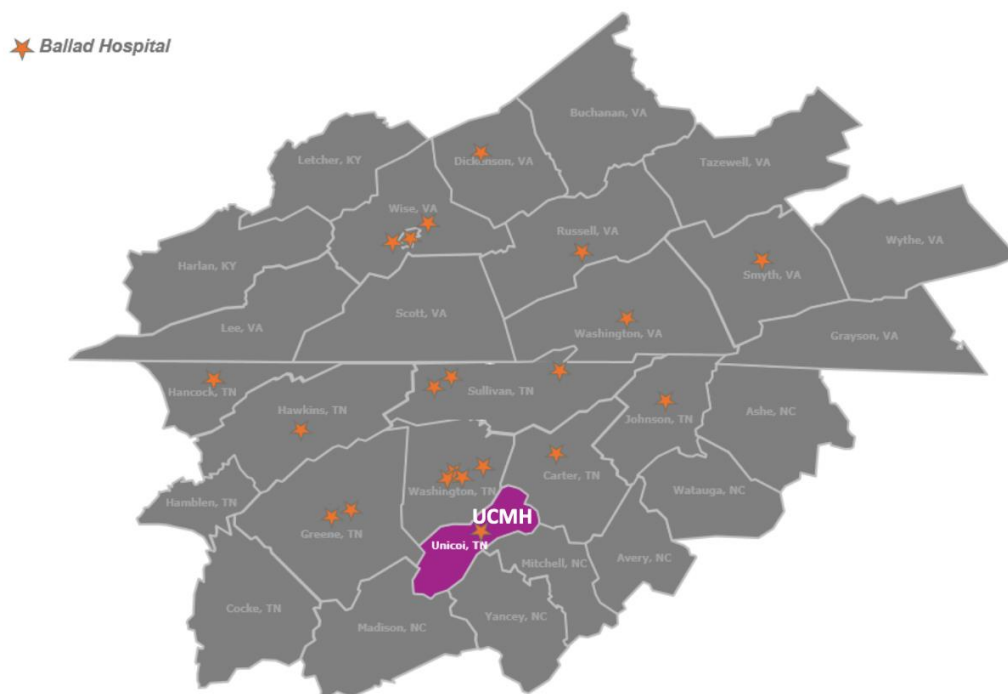 Ballad Hospital
Buchanan, VA
Letcher, KY
Dickenson, VA
Tazewell, VA
Wise, VA
Russell, VA
Wythe, VA
Harlan, KY
Smyth, VA
Scott, VA
Lee, VA
Washington, VA
Grayson, VA
Hancock, TN
Sullivan, TN
Hawkins, TN
Johnson, TN
Ashe, NC
Carter, TN
Washington, TN
Watauga, NC
Hamblen, TN
UCMH
Greene, TN
Unicoi, TN
Avery, NC
Mitchell, NC
Cocke, TN
Yancey, NC
Madison, NC